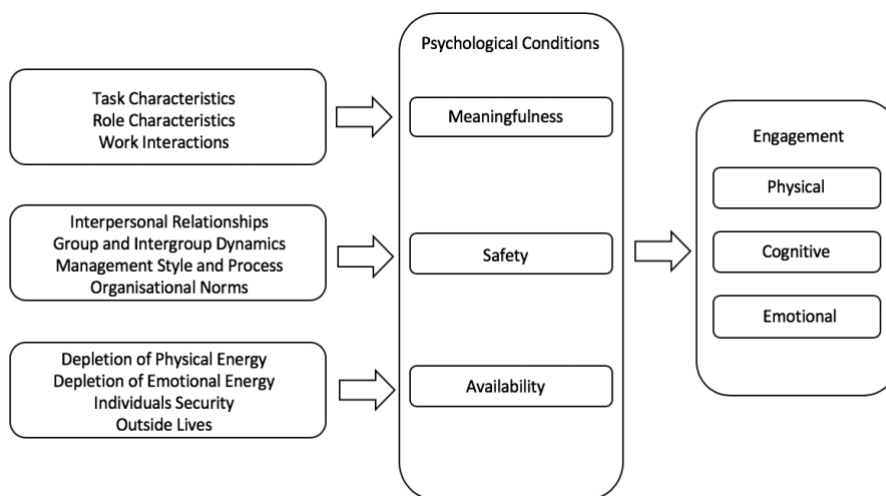 Psychological Conditions
Task Characteristics
Role Characteristics
Work Interactions
Meaningfulness
Engagement
Physical
Interpersonal Relationships
Group and Intergroup Dynamics
Management Style and Process
Organisational Norms
Safety
Cognitive
Emotional
Depletion of Physical Energy
Depletion of Emotional Energy
Individuals Security
Outside Lives
Availability